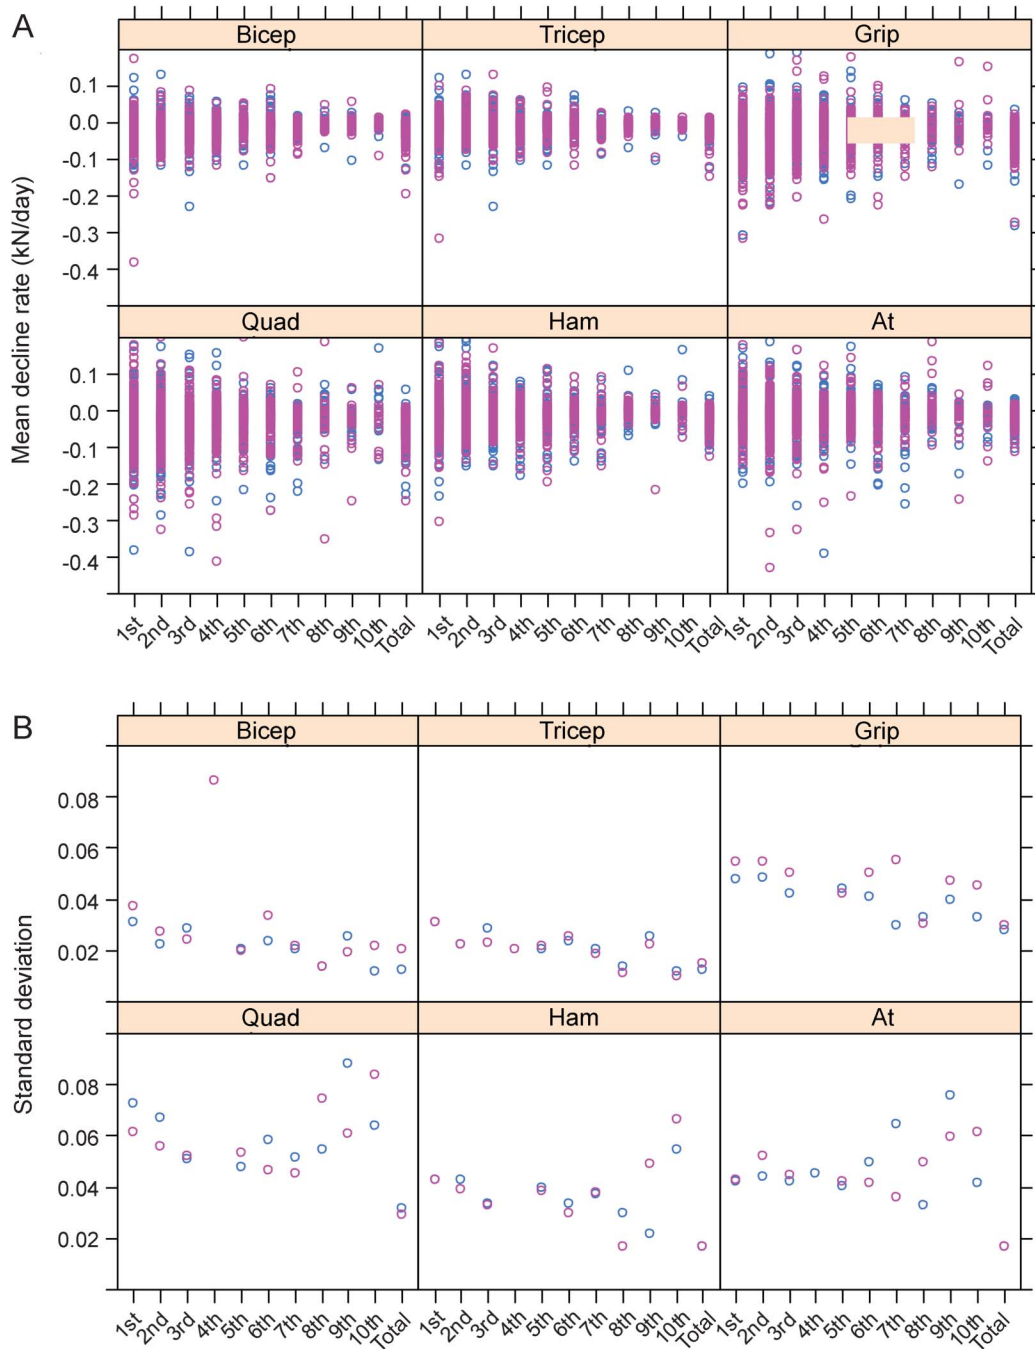 A
Bicep Tricep Grip
0.1
0.0
-0.1
-0.2
-0.3
-0.4
Mean decline rate (kN/day)
Quad Ham At
0.1
0.0
-0.1
-0.2
-0.3
-0.4
1st 2nd 3rd 4th 5th 6th 7th 8th 9th 10th Total 1st 2nd 3rd 4th 5th 6th 7th 8th 9th 10th Total 1st 2nd 3rd 4th 5th 6th 7th 8th 9th 10th Total
B
Bicep Tricep Grip
0.08
0.06
0.04
0.02
Standard deviation
Quad Ham At
0.08
0.06
0.04
0.02
1st 2nd 3rd 4th 5th 6th 7th 8th 9th 10th Total 1st 2nd 3rd 4th 5th 6th 7th 8th 9th 10th Total 1st 2nd 3rd 4th 5th 6th 7th 8th 9th 10th Total